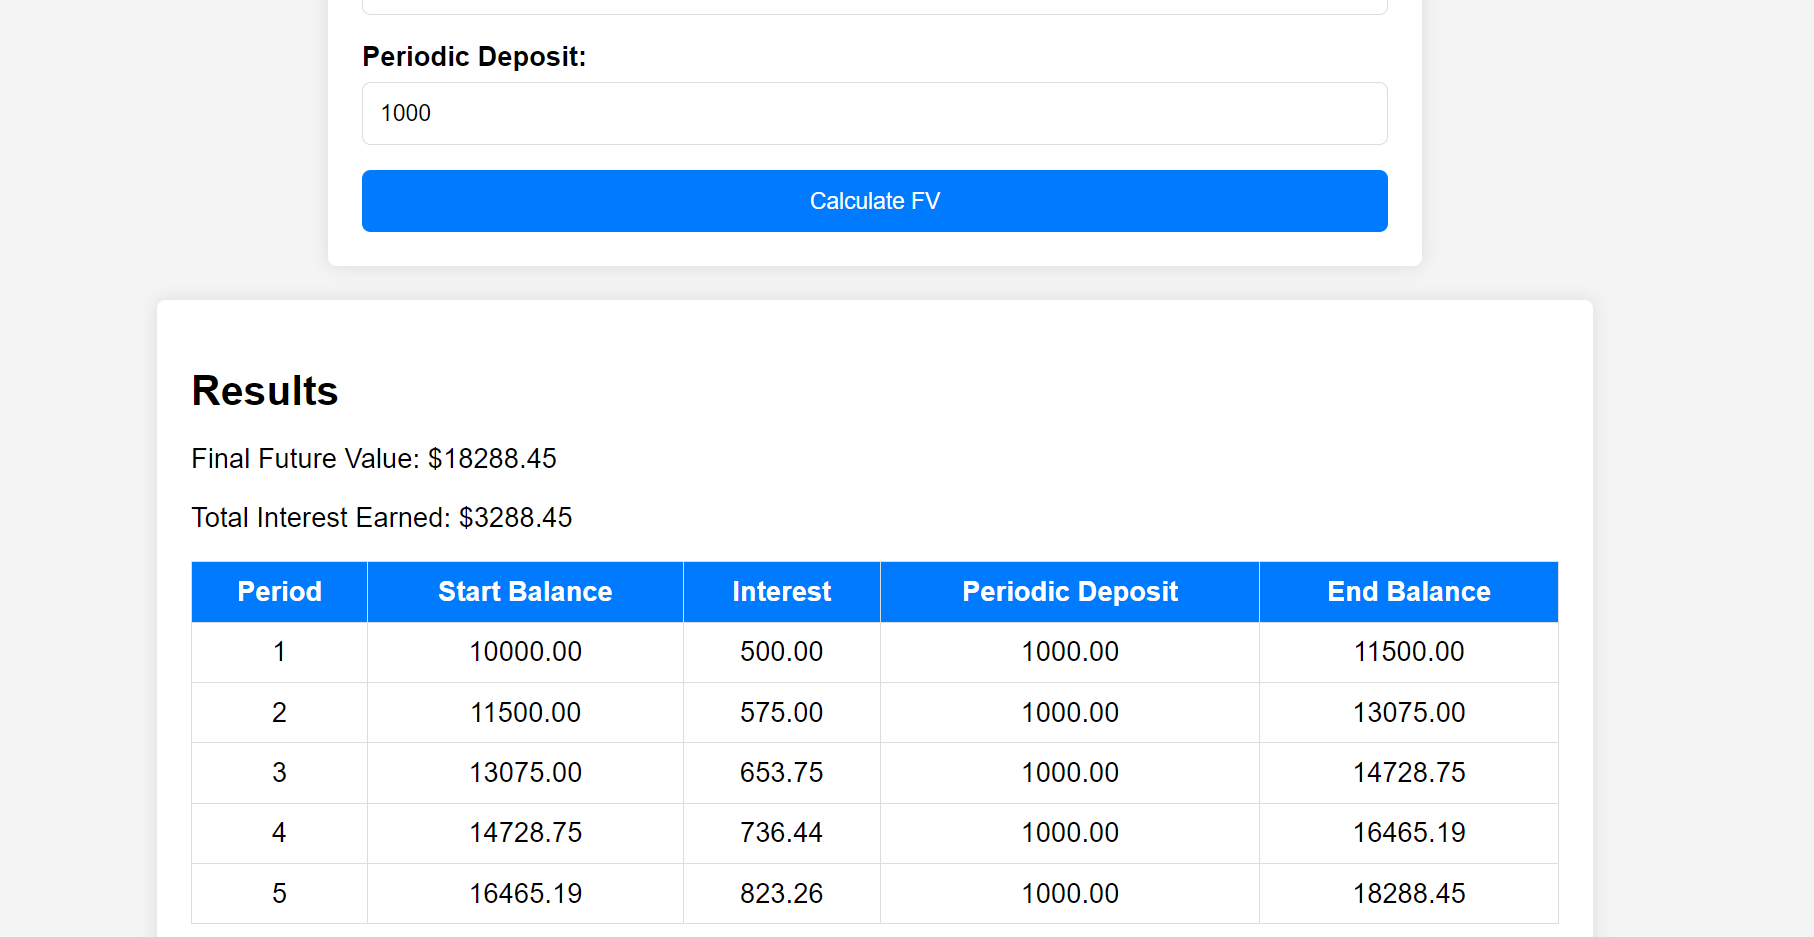 Periodic Deposit:
1000
Calculate FV
Results
Final Future Value: $18288.45
Total Interest Earned: $3288.45
Period Start Balance Interest Periodic Deposit End Balance
1 10000.00 500.00 1000.00 11500.00
2 11500.00 575.00 1000.00 13075.00
3 13075.00 653.75 1000.00 14728.75
4 14728.75 736.44 1000.00 16465.19
5 16465.19 823.26 1000.00 18288.45